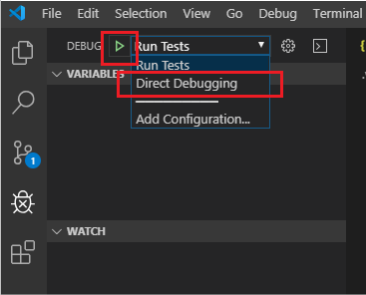 File Edit Selection View Go Debug Terminal
DEBUG Run Tests
Run Tests
VARIABLES
Direct Debugging
Add Configuration...
1
WATCH